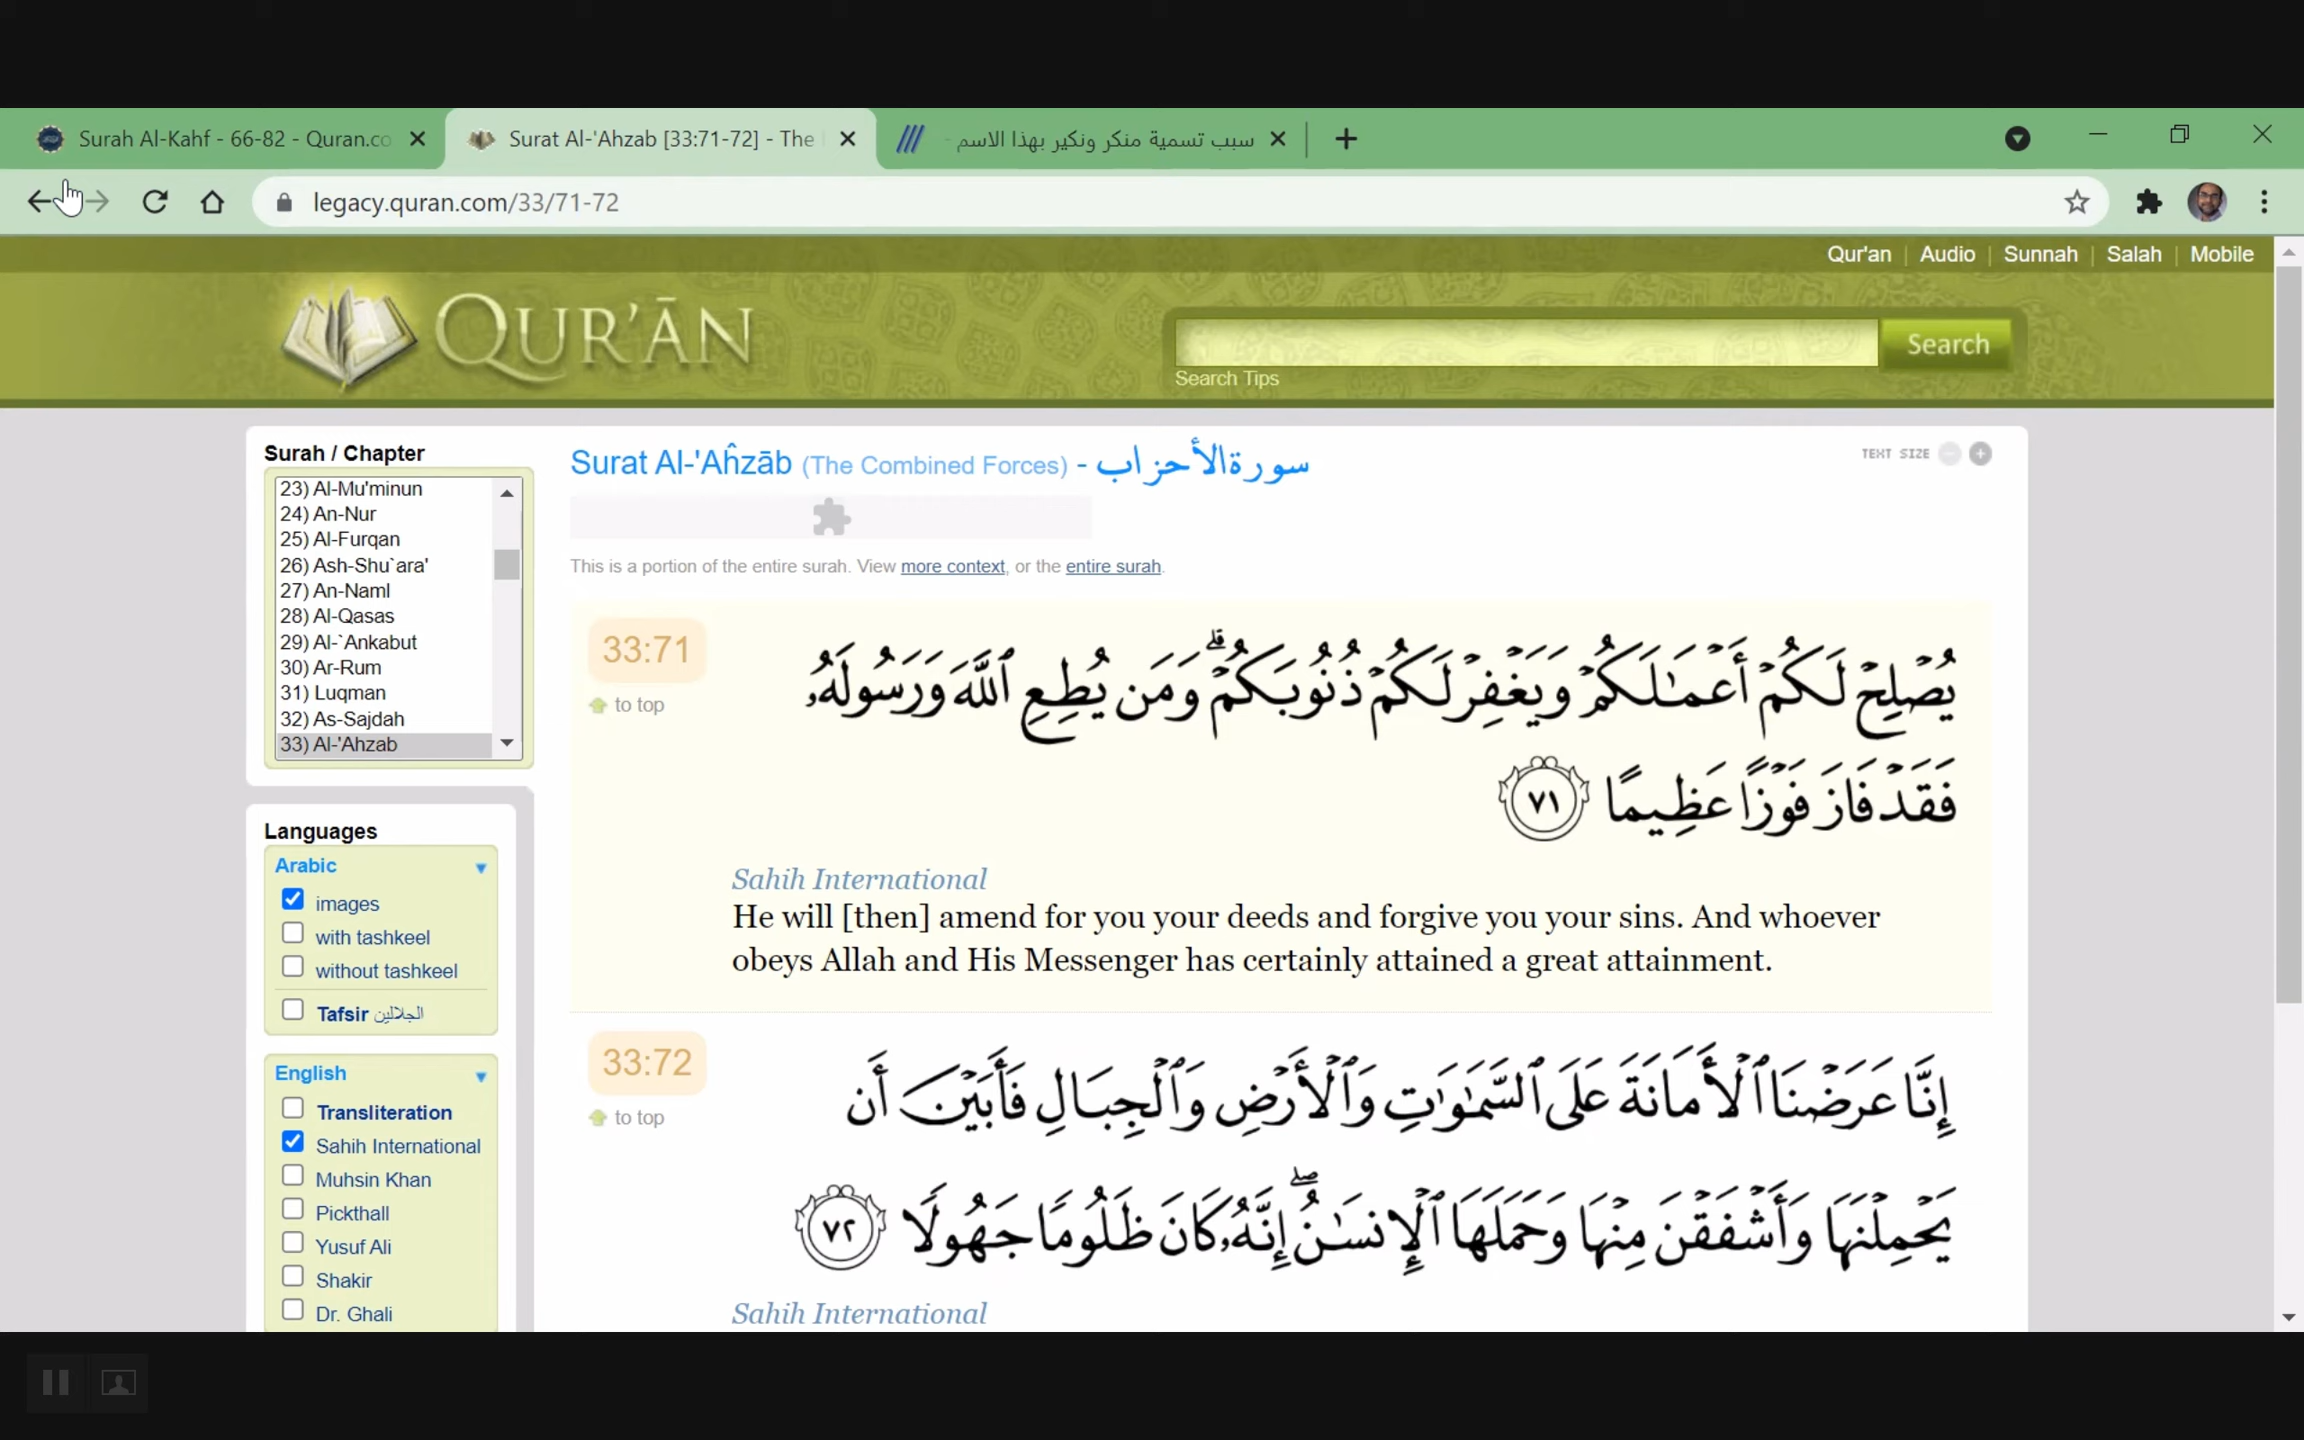 Surah Al-Kahf - 66-82 - Quran.co
Surat Al-'Ahzab [33:71-72] - The
سبب تسمية منكر ونكير بهذا الاسم -
legacy.quran.com/33/71-72
Qur'an | Audio | Sunnah | Salah | Mobile
QUR'ĀN
Search
Search Tips
Surah / Chapter
23) Al-Mu'minun
24) An-Nur
25) Al-Furqan
26) Ash-Shu`ara'
27) An-Naml
28) Al-Qasas
29) Al-`Ankabut
30) Ar-Rum
31) Luqman
32) As-Sajdah
33) Al-'Ahzab
Languages
Arabic
images
with tashkeel
without tashkeel
Tafsir الجلالين
English
Transliteration
Sahih International
Muhsin Khan
Pickthall
Yusuf Ali
Shakir
Dr. Ghali
Surat Al-'Aĥzāb (The Combined Forces) - سورة الأحزاب
TEXT SIZE
This is a portion of the entire surah. View more context, or the entire surah.
33:71
to top
يُصْلِحْ لَكُمْ أَعْمَـٰلَكُمْ وَيَغْفِرْ لَكُمْ ذُنُوبَكُمْ ۗ وَمَن يُطِعِ ٱللَّهَ وَرَسُولَهُۥ
فَقَدْ فَازَ فَوْزًا عَظِيمًا ٧١
Sahih International
He will [then] amend for you your deeds and forgive you your sins. And whoever
obeys Allah and His Messenger has certainly attained a great attainment.
33:72
to top
إِنَّا عَرَضْنَا ٱلْأَمَانَةَ عَلَى ٱلسَّمَـٰوَٰتِ وَٱلْأَرْضِ وَٱلْجِبَالِ فَأَبَيْنَ أَن
يَحْمِلْنَهَا وَأَشْفَقْنَ مِنْهَا وَحَمَلَهَا ٱلْإِنسَـٰنُ ۖ إِنَّهُۥ كَانَ ظَلُومًا جَهُولًا ٧٢
Sahih International